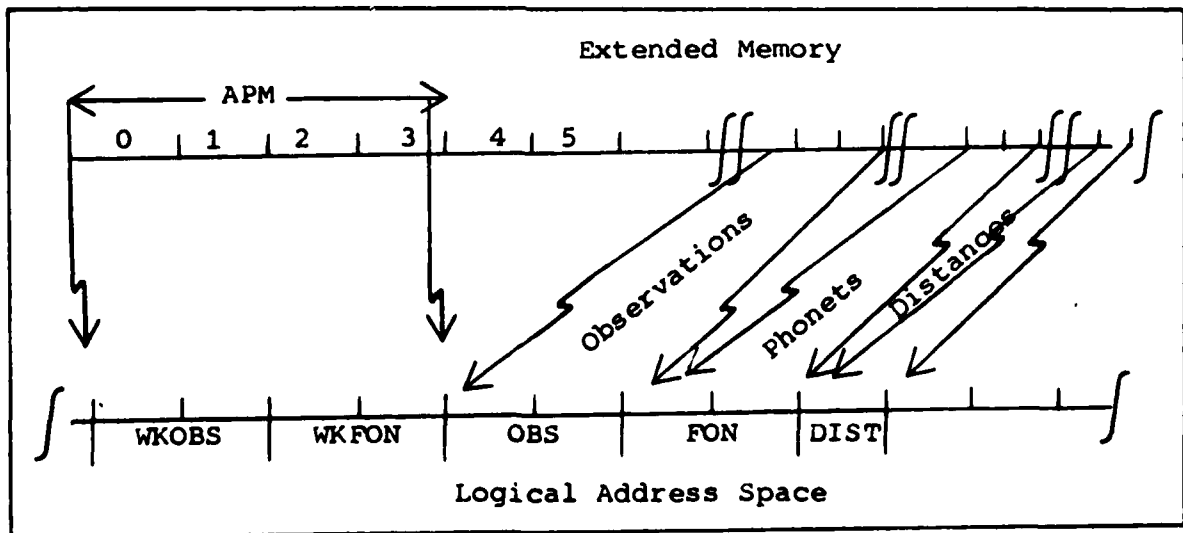 Extended Memory
APM
0 1 2 3 4 5
Observations
Phonets
Distances
WKOBS WKFON OBS FON DIST
Logical Address Space